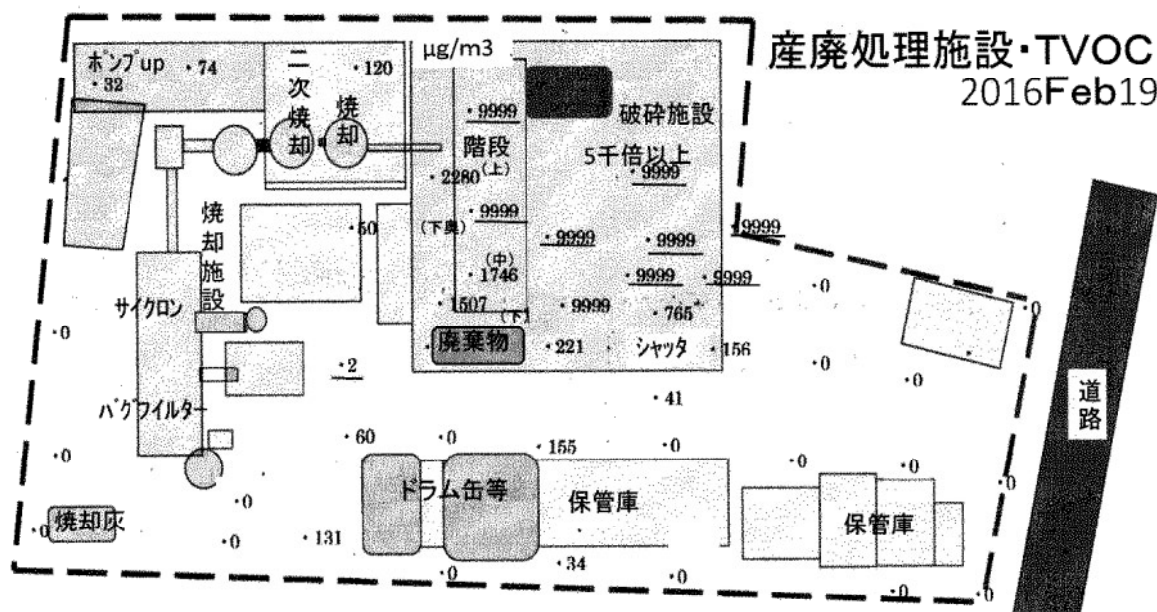 産廃処理施設・TVOC
2016Feb19
μg/m3
ポンプup
・74
・32
二次焼却
焼却
・120
・9999
階段
(上)
・2280
破砕施設
5千倍以上
・9999
・9999
(下奥)
・50
焼却施設
・9999
・9999
・9999
(中)
・1746
・9999
・9999
・1507
(下)
・9999
・765
サイクロン
・0
・0
・0
廃棄物
・221
シャッタ
・156
・2
・0
・0
道路
・41
バグフイルター
・60
・0
・155
・0
・0
・0
・0
・0
ドラム缶等
保管庫
保管庫
・0
・0
焼却灰
・0
・131
・0
・34
・0
・0
・0